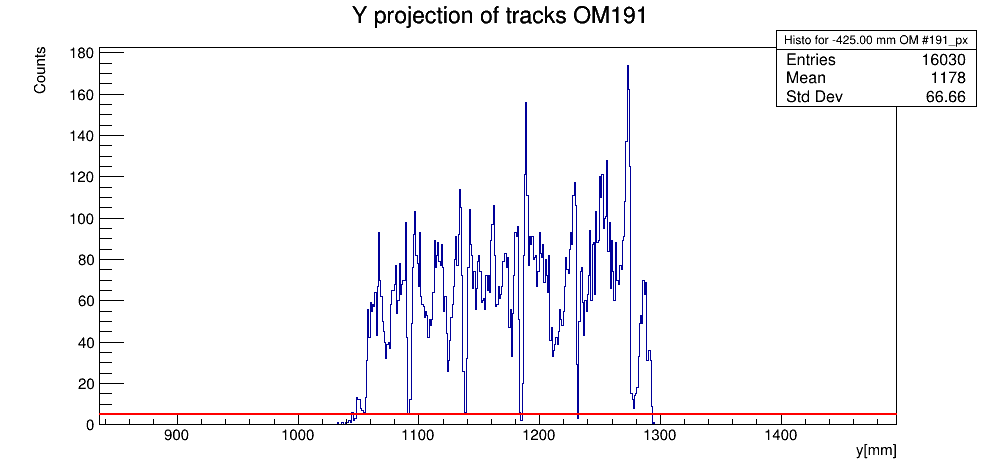 Y projection of tracks OM191
Histo for -425.00 mm OM #191_px
Entries 16030
Mean 1178
Std Dev 66.66
Counts
180
160
140
120
100
80
60
40
20
0
900 1000 1100 1200 1300 1400
y[mm]